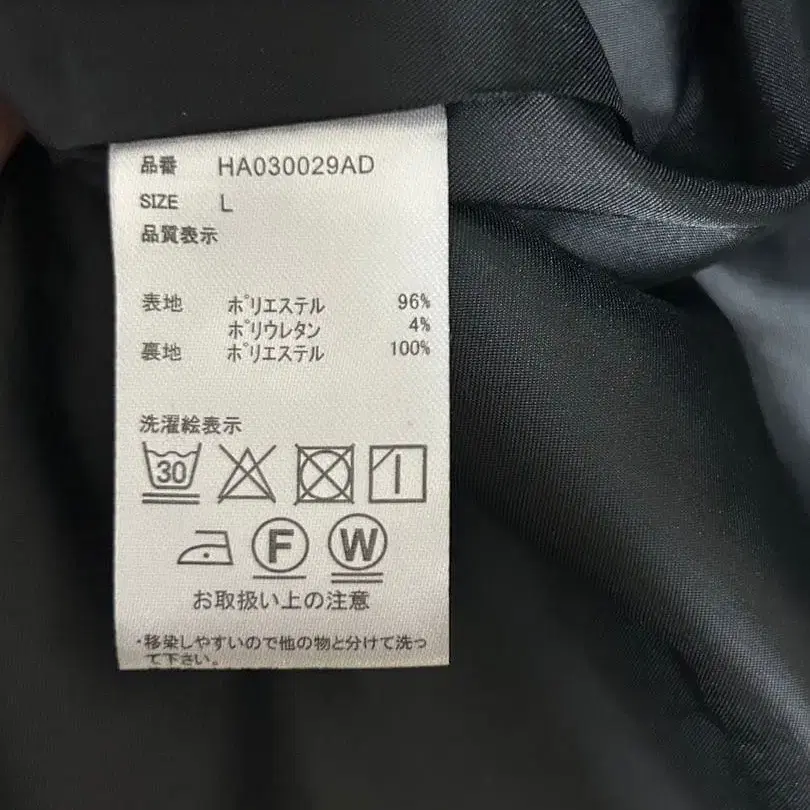 品番 HA030029AD
SIZE L
品質表示
表地 ﾎﾟﾘｴｽﾃﾙ 96%
ﾎﾟﾘｳﾚﾀﾝ 4%
裏地 ﾎﾟﾘｴｽﾃﾙ 100%
洗濯絵表示
30
F W
お取扱い上の注意
・移染しやすいので他の物と分けて洗っ
て下さい。